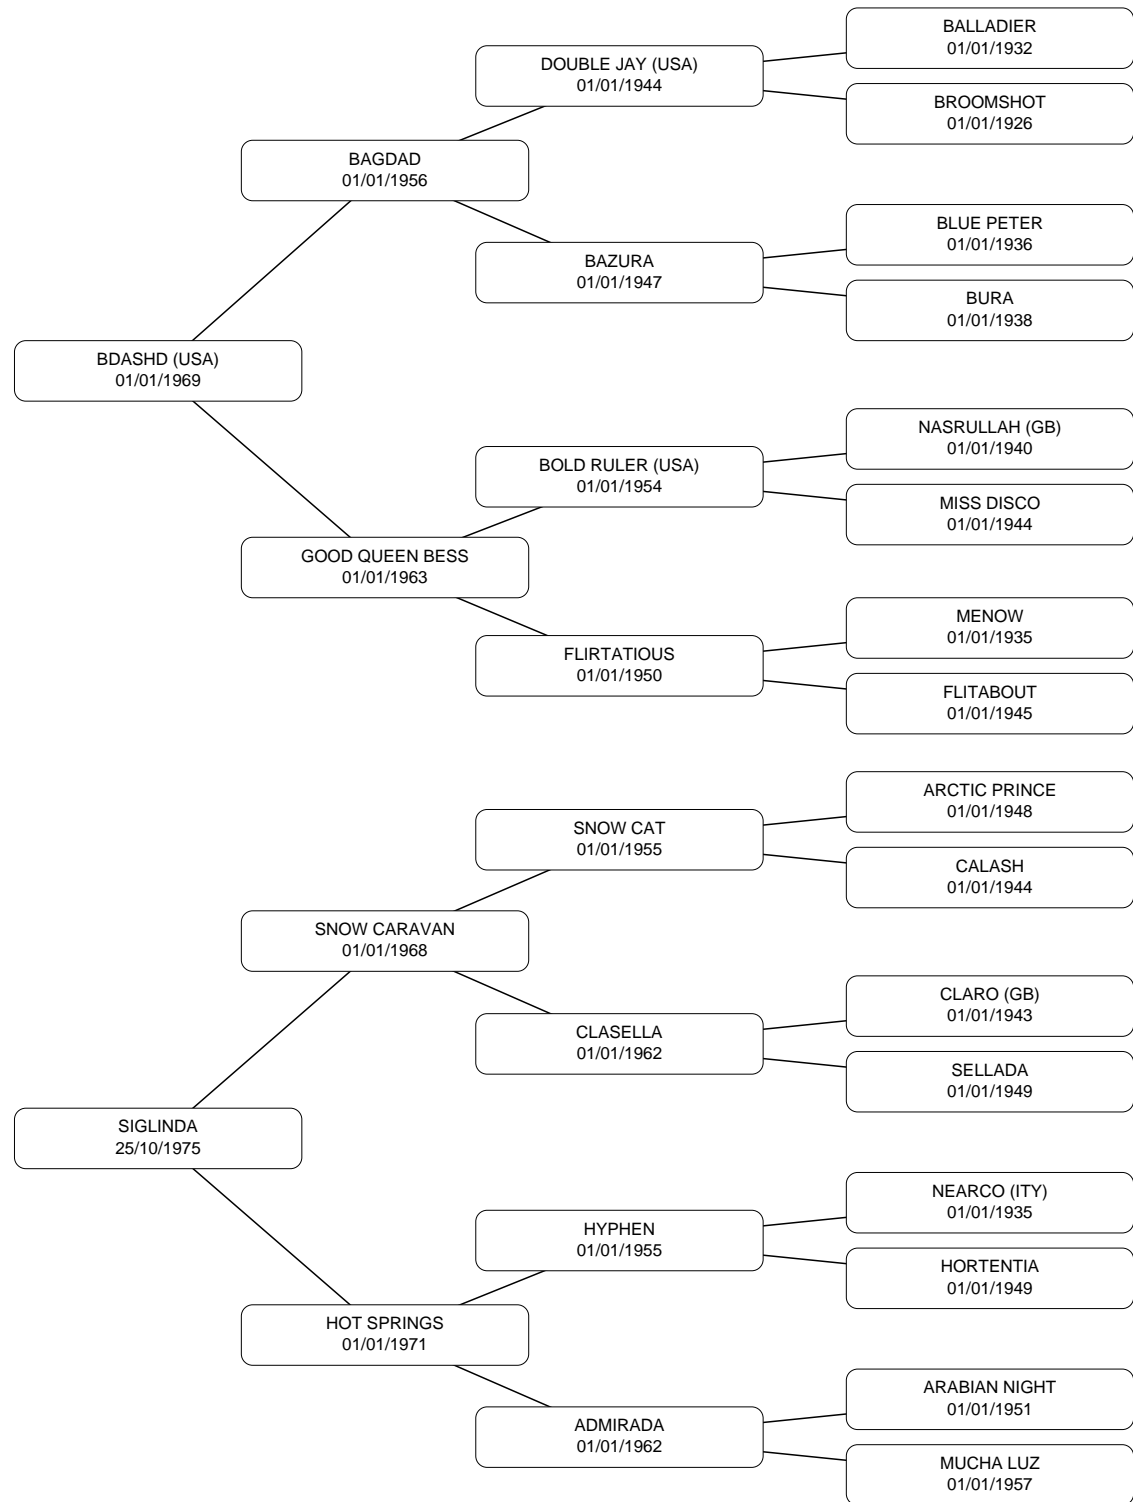 BALLADIER
01/01/1932
DOUBLE JAY (USA)
01/01/1944
BROOMSHOT
01/01/1926
BAGDAD
01/01/1956
BLUE PETER
01/01/1936
BAZURA
01/01/1947
BURA
01/01/1938
BDASHD (USA)
01/01/1969
NASRULLAH (GB)
01/01/1940
BOLD RULER (USA)
01/01/1954
MISS DISCO
01/01/1944
GOOD QUEEN BESS
01/01/1963
MENOW
01/01/1935
FLIRTATIOUS
01/01/1950
FLITABOUT
01/01/1945
ARCTIC PRINCE
01/01/1948
SNOW CAT
01/01/1955
CALASH
01/01/1944
SNOW CARAVAN
01/01/1968
CLARO (GB)
01/01/1943
CLASELLA
01/01/1962
SELLADA
01/01/1949
SIGLINDA
25/10/1975
NEARCO (ITY)
01/01/1935
HYPHEN
01/01/1955
HORTENTIA
01/01/1949
HOT SPRINGS
01/01/1971
ARABIAN NIGHT
01/01/1951
ADMIRADA
01/01/1962
MUCHA LUZ
01/01/1957